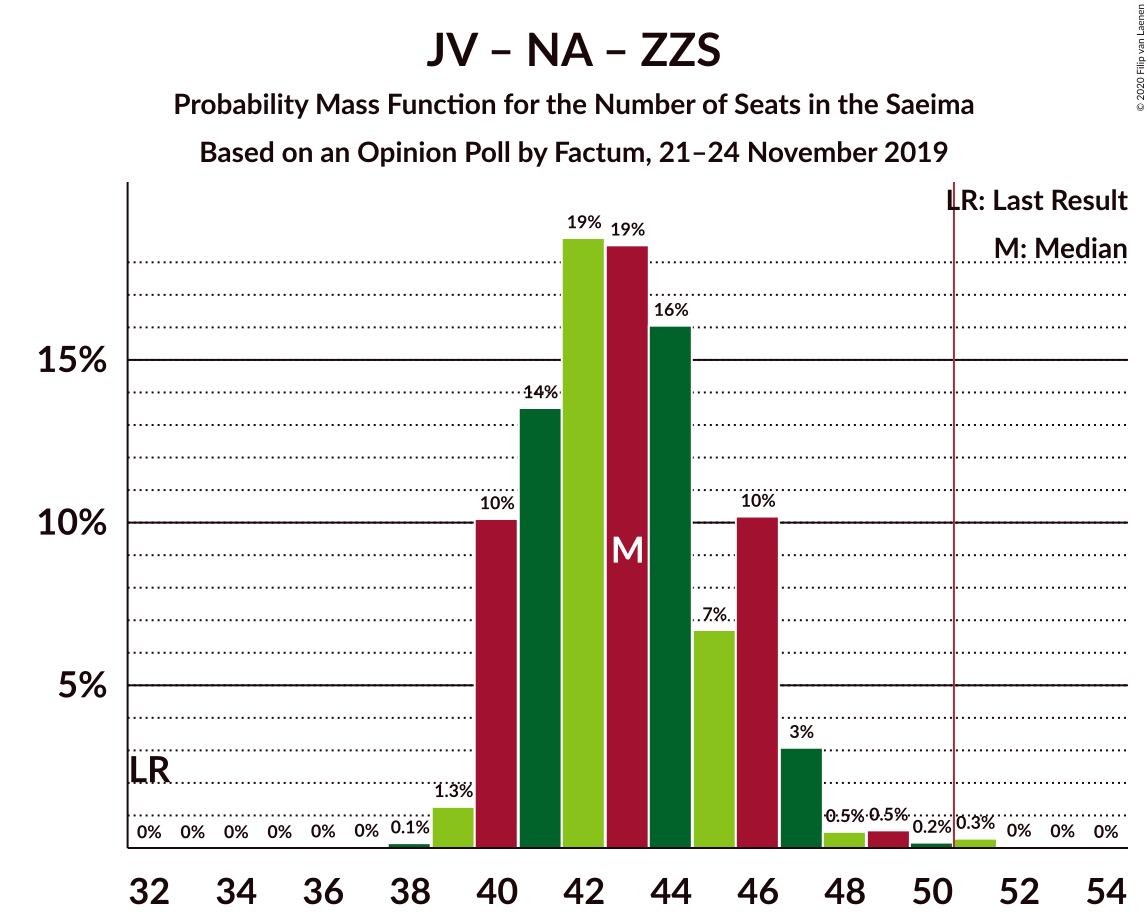 JV – NA – ZZS
Probability Mass Function for the Number of Seats in the Saeima
Based on an Opinion Poll by Factum, 21–24 November 2019
© 2020 Filip van Laenen
LR: Last Result
M: Median
15%
10%
5%
LR
M
0% 0% 0% 0% 0% 0% 0.1% 1.3% 10% 14% 19% 19% 16% 7% 10% 3% 0.5% 0.5% 0.2% 0.3% 0% 0% 0%
32 34 36 38 40 42 44 46 48 50 52 54